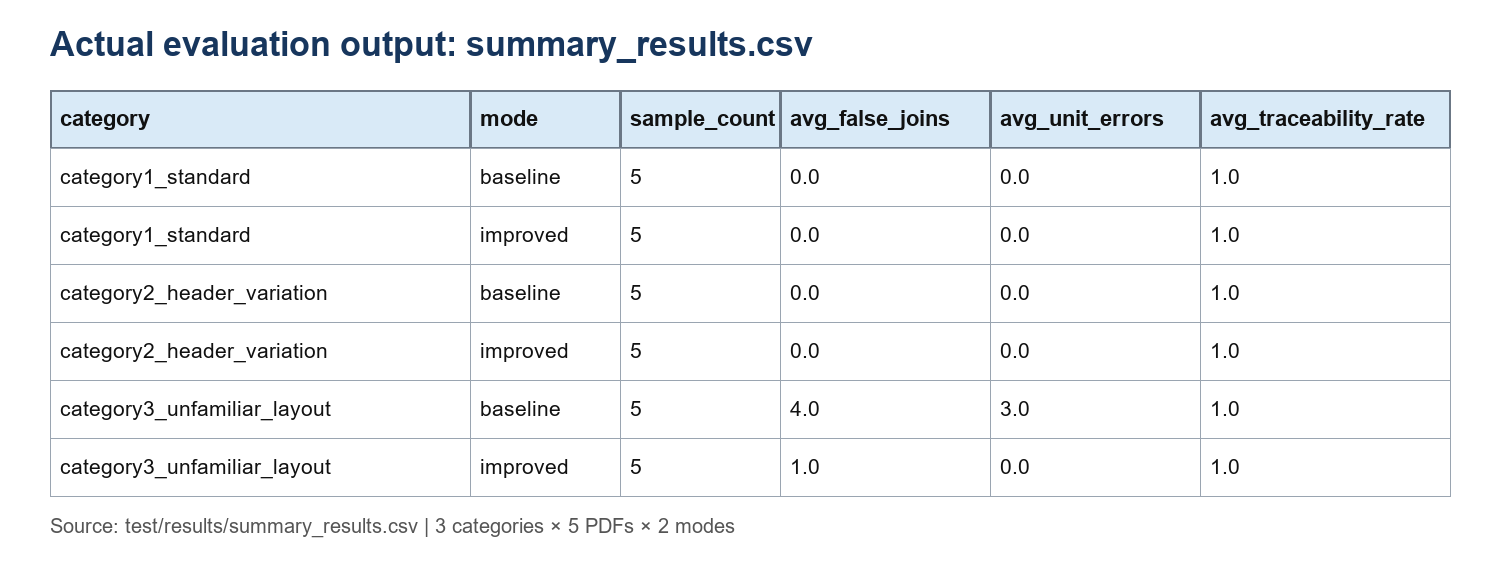 Actual evaluation output: summary_results.csv
category mode sample_count avg_false_joins avg_unit_errors avg_traceability_rate
category1_standard baseline 5 0.0 0.0 1.0
category1_standard improved 5 0.0 0.0 1.0
category2_header_variation baseline 5 0.0 0.0 1.0
category2_header_variation improved 5 0.0 0.0 1.0
category3_unfamiliar_layout baseline 5 4.0 3.0 1.0
category3_unfamiliar_layout improved 5 1.0 0.0 1.0
Source: test/results/summary_results.csv | 3 categories × 5 PDFs × 2 modes